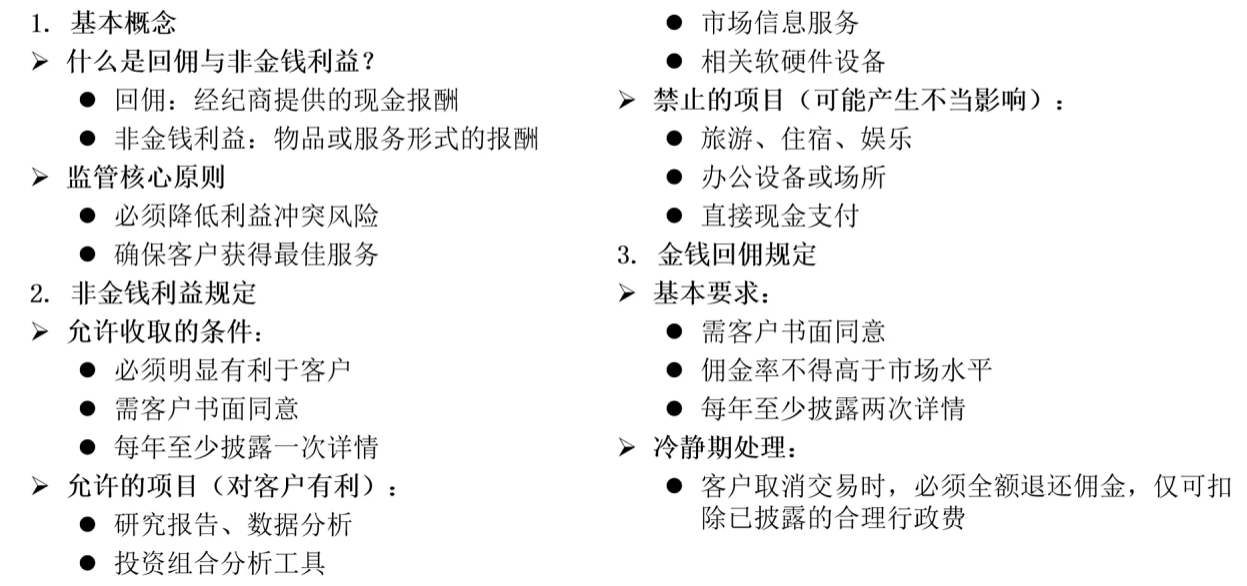 1. 基本概念
➤ 什么是回佣与非金钱利益？
● 回佣：经纪商提供的现金报酬
● 非金钱利益：物品或服务形式的报酬
➤ 监管核心原则
● 必须降低利益冲突风险
● 确保客户获得最佳服务
2. 非金钱利益规定
➤ 允许收取的条件：
● 必须明显有利于客户
● 需客户书面同意
● 每年至少披露一次详情
➤ 允许的项目（对客户有利）：
● 研究报告、数据分析
● 投资组合分析工具
● 市场信息服务
● 相关软硬件设备
➤ 禁止的项目（可能产生不当影响）：
● 旅游、住宿、娱乐
● 办公设备或场所
● 直接现金支付
3. 金钱回佣规定
➤ 基本要求：
● 需客户书面同意
● 佣金率不得高于市场水平
● 每年至少披露两次详情
➤ 冷静期处理：
● 客户取消交易时，必须全额退还佣金，仅可扣
除已披露的合理行政费